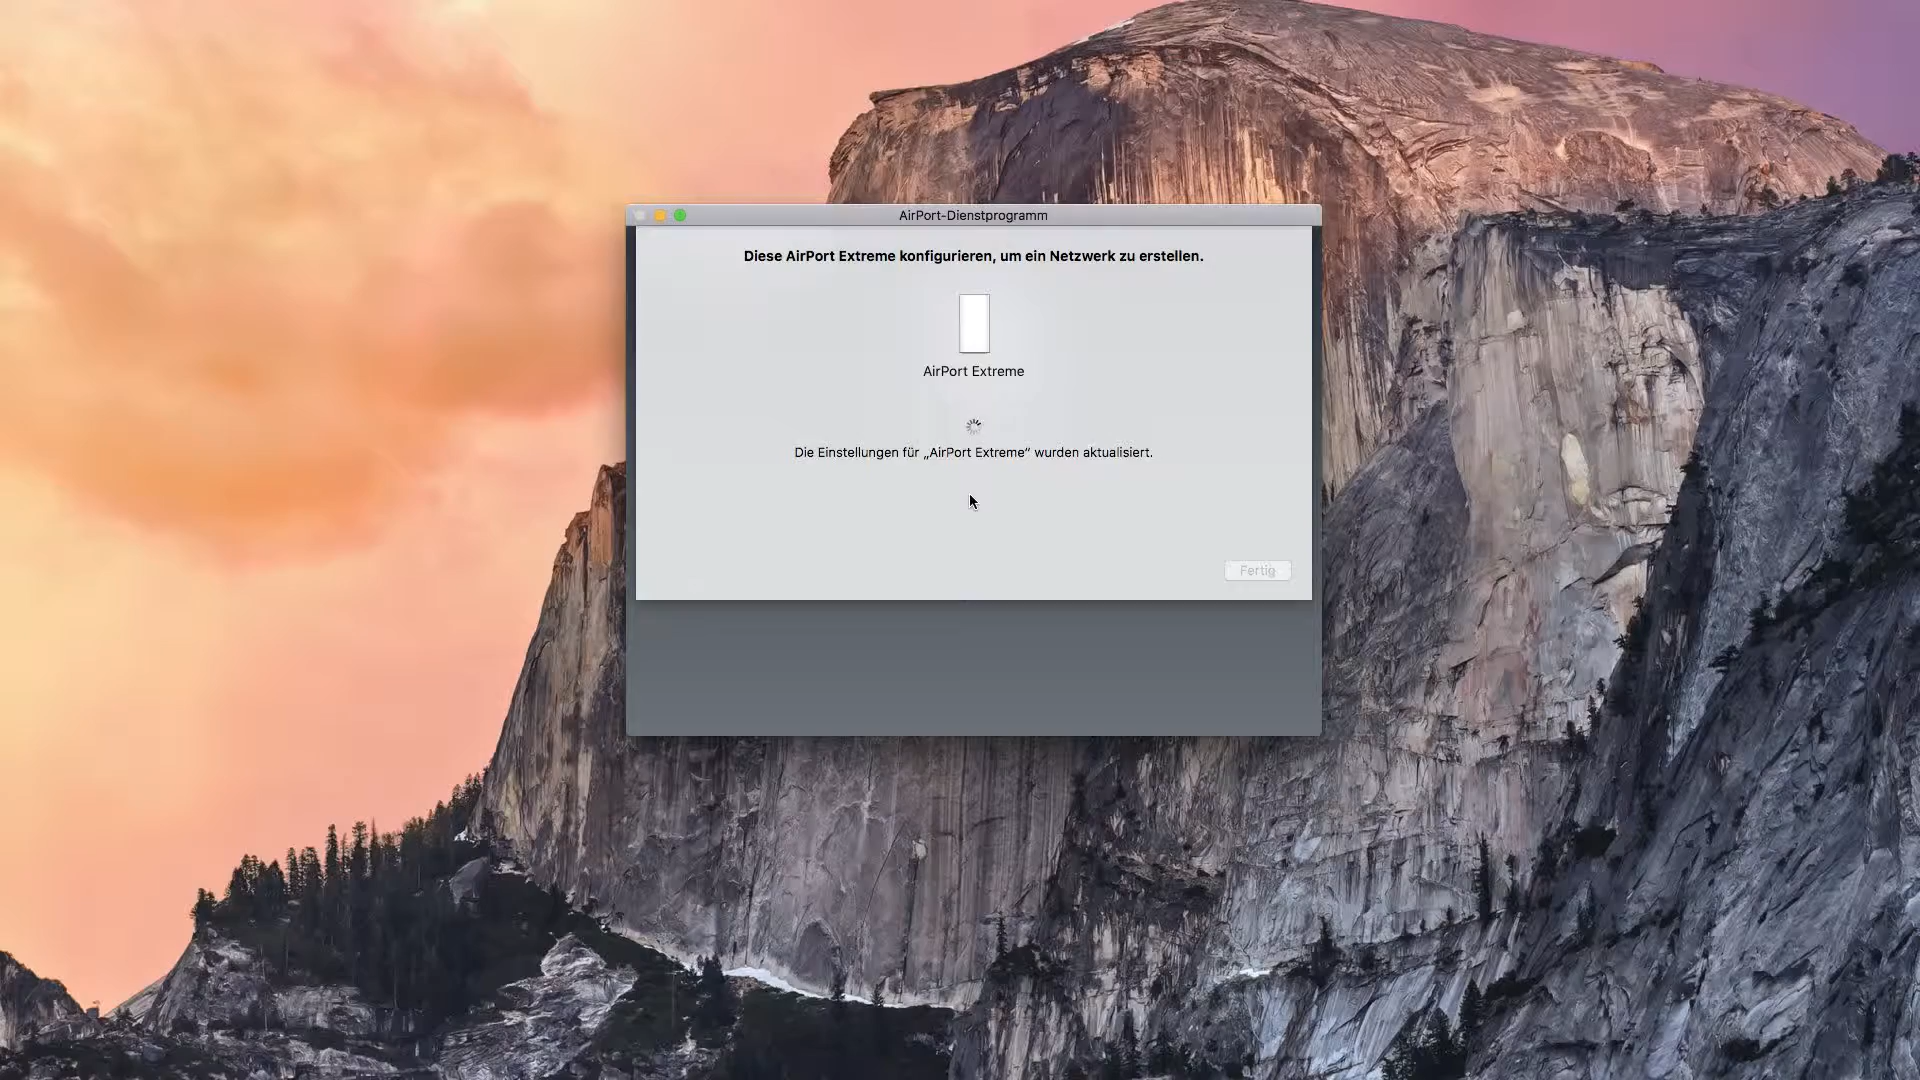 AirPort-Dienstprogramm
Diese AirPort Extreme konfigurieren, um ein Netzwerk zu erstellen.
AirPort Extreme
Die Einstellungen für „AirPort Extreme“ wurden aktualisiert.
Fertig